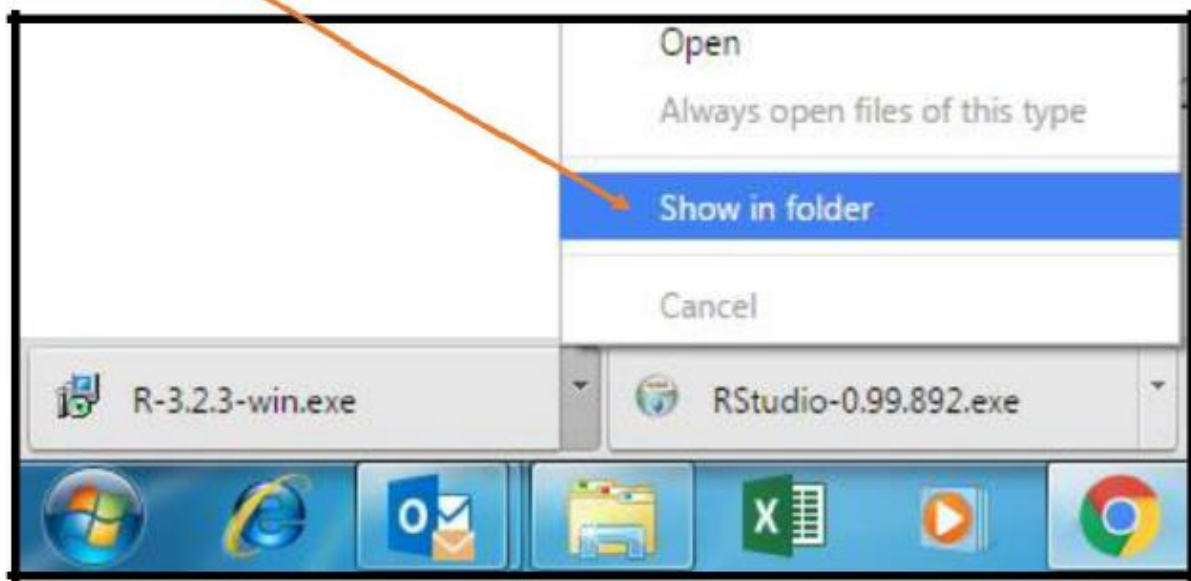 Open
Always open files of this type
Show in folder
Cancel
R-3.2.3-win.exe
RStudio-0.99.892.exe